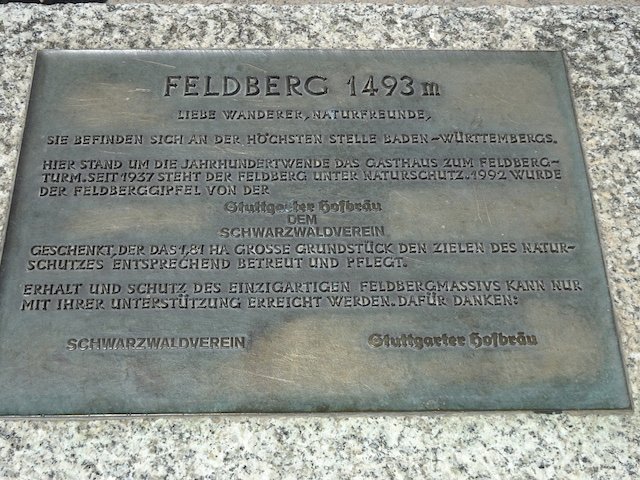 FELDBERG 1493 m
LIEBE WANDERER, NATURFREUNDE,
SIE BEFINDEN SICH AN DER HÖCHSTEN STELLE BADEN-WÜRTTEMBERGS.
HIER STAND UM DIE JAHRHUNDERTWENDE DAS GASTHAUS ZUM FELDBERG-
TURM. SEIT 1937 STEHT DER FELDBERG UNTER NATURSCHUTZ. 1992 WURDE
DER FELDBERGGIPFEL VON DER
Stuttgarter Hofbräu
DEM
SCHWARZWALDVEREIN
GESCHENKT, DER DAS 1,81 HA GROSSE GRUNDSTÜCK DEN ZIELEN DES NATUR-
SCHUTZES ENTSPRECHEND BETREUT UND PFLEGT.
ERHALT UND SCHUTZ DES EINZIGARTIGEN FELDBERGMASSIVS KANN NUR
MIT IHRER UNTERSTÜTZUNG ERREICHT WERDEN. DAFÜR DANKEN:
SCHWARZWALDVEREIN Stuttgarter Hofbräu